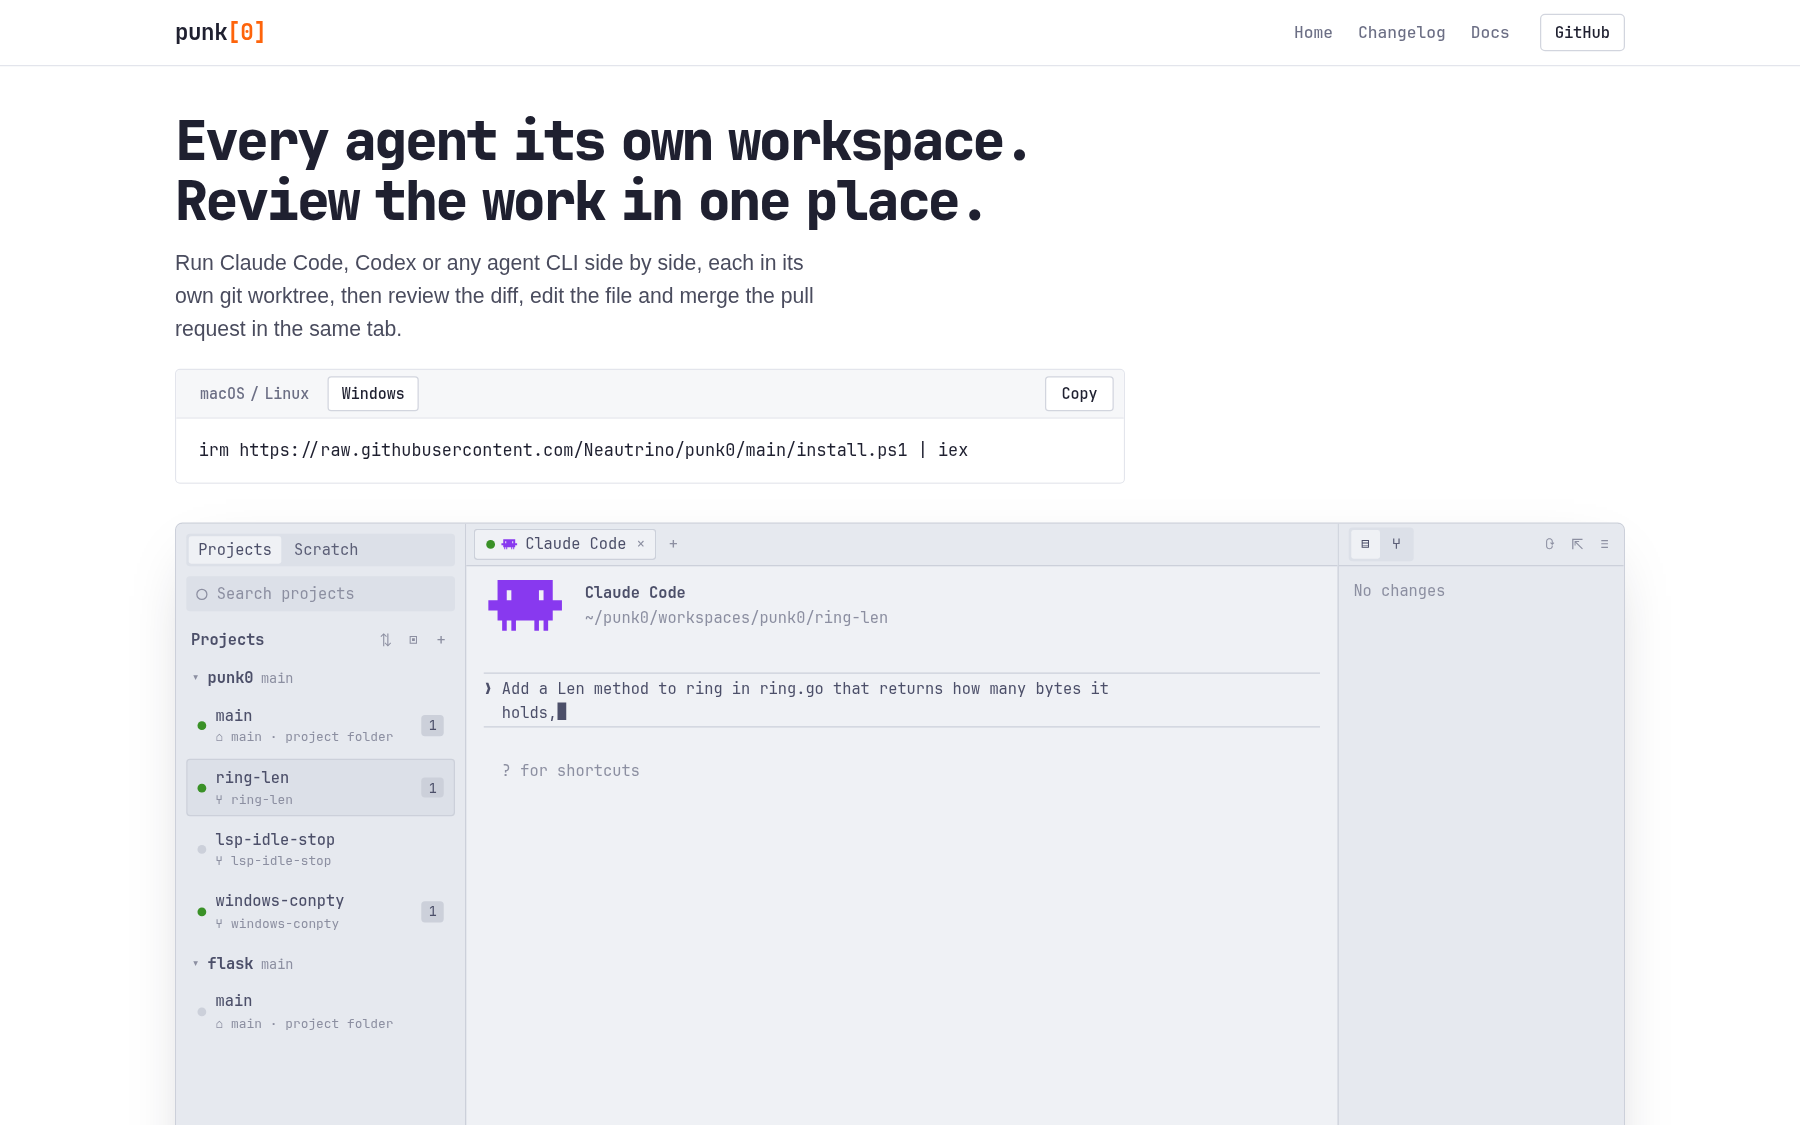 punk[0]
Home Changelog Docs GitHub
Every agent its own workspace.
Review the work in one place.
Run Claude Code, Codex or any agent CLI side by side, each in its
own git worktree, then review the diff, edit the file and merge the pull
request in the same tab.
macOS / Linux Windows Copy
irm https://raw.githubusercontent.com/Neautrino/punk0/main/install.ps1 | iex
Projects Scratch
Claude Code × +
Search projects
Projects
punk0 main
main
main · project folder
1
ring-len
ring-len
1
lsp-idle-stop
lsp-idle-stop
windows-conpty
windows-conpty
1
flask main
main
main · project folder
Claude Code
~/punk0/workspaces/punk0/ring-len
❯ Add a Len method to ring in ring.go that returns how many bytes it
holds,
? for shortcuts
No changes